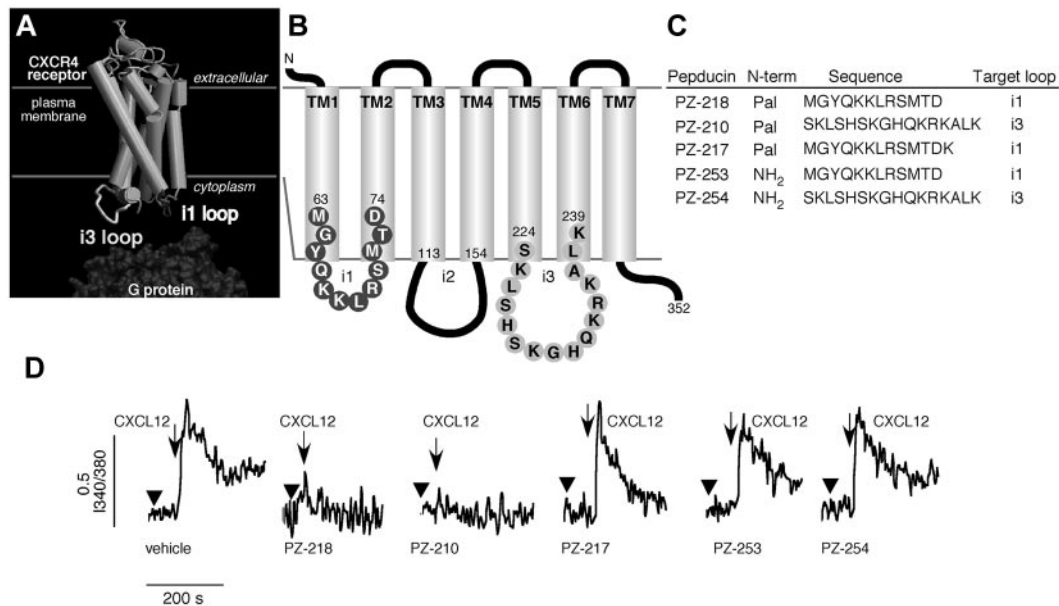 A
CXCR4
receptor
extracellular
plasma
membrane
cytoplasm
i1 loop
i3 loop
G protein
B
N
TM1 TM2 TM3 TM4 TM5 TM6 TM7
63 74 113 154 224 239 352
M G Y Q K K L R S M T D
i1 i2 i3
S K L S H S K G H Q K R K A L K
C
Pepducin N-term Sequence Target loop
PZ-218 Pal MGYQKKLRSMTD i1
PZ-210 Pal SKLSHSKGHQKRKALK i3
PZ-217 Pal MGYQKKLRSMTDK i1
PZ-253 NH2 MGYQKKLRSMTD i1
PZ-254 NH2 SKLSHSKGHQKRKALK i3
D
CXCL12 CXCL12 CXCL12 CXCL12 CXCL12 CXCL12
0.5
I340/380
vehicle PZ-218 PZ-210 PZ-217 PZ-253 PZ-254
200 s